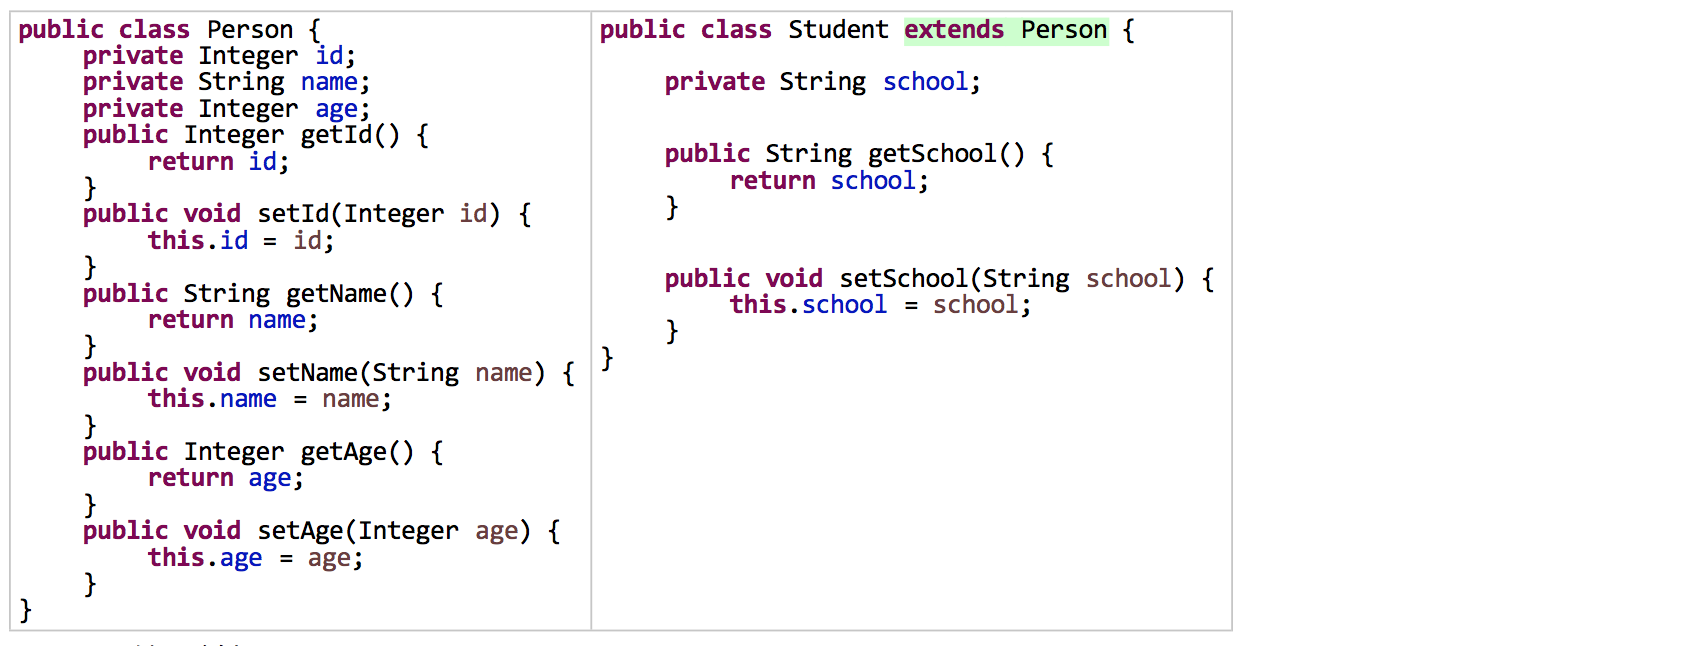 public class Person {
private Integer id;
private String name;
private Integer age;
public Integer getId() {
return id;
}
public void setId(Integer id) {
this.id = id;
}
public String getName() {
return name;
}
public void setName(String name) {
this.name = name;
}
public Integer getAge() {
return age;
}
public void setAge(Integer age) {
this.age = age;
}
}
public class Student extends Person {
private String school;
public String getSchool() {
return school;
}
public void setSchool(String school) {
this.school = school;
}
}